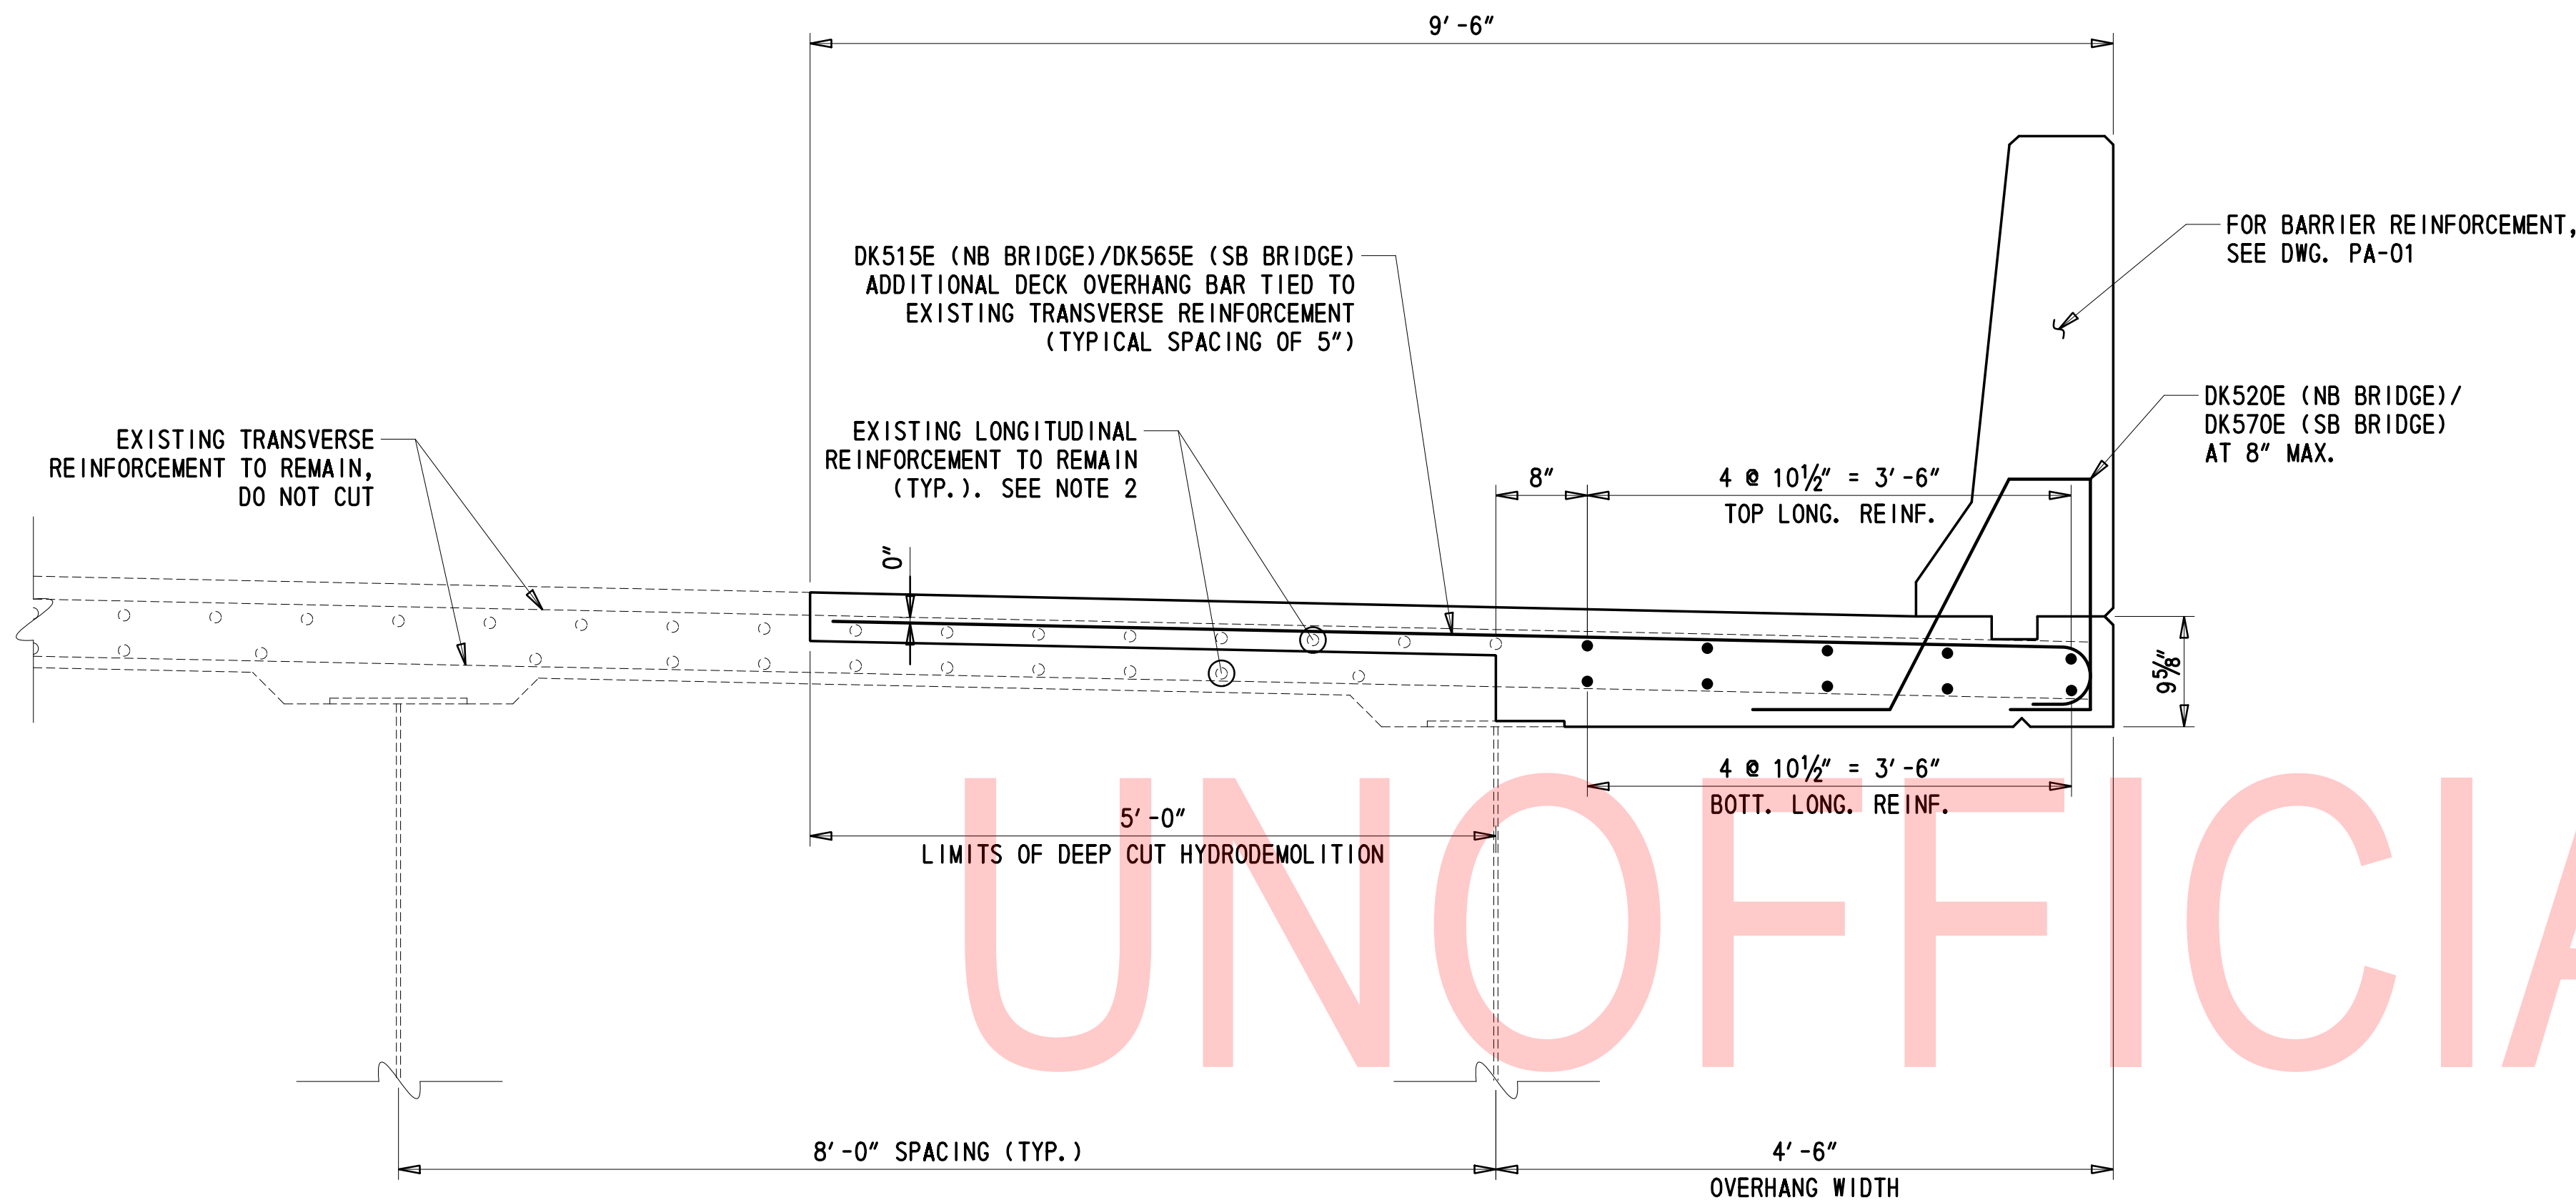 9'-6"
FOR BARRIER REINFORCEMENT,
SEE DWG. PA-01
DK515E (NB BRIDGE)/DK565E (SB BRIDGE)
ADDITIONAL DECK OVERHANG BAR TIED TO
EXISTING TRANSVERSE REINFORCEMENT
(TYPICAL SPACING OF 5")
DK520E (NB BRIDGE)/
DK570E (SB BRIDGE)
AT 8" MAX.
EXISTING TRANSVERSE
REINFORCEMENT TO REMAIN,
DO NOT CUT
EXISTING LONGITUDINAL
REINFORCEMENT TO REMAIN
(TYP.). SEE NOTE 2
8"
4 @ 10½" = 3'-6"
TOP LONG. REINF.
0"
9⅝"
4 @ 10½" = 3'-6"
BOTT. LONG. REINF.
5'-0"
LIMITS OF DEEP CUT HYDRODEMOLITION
UNOFFICIA
8'-0" SPACING (TYP.)
4'-6"
OVERHANG WIDTH